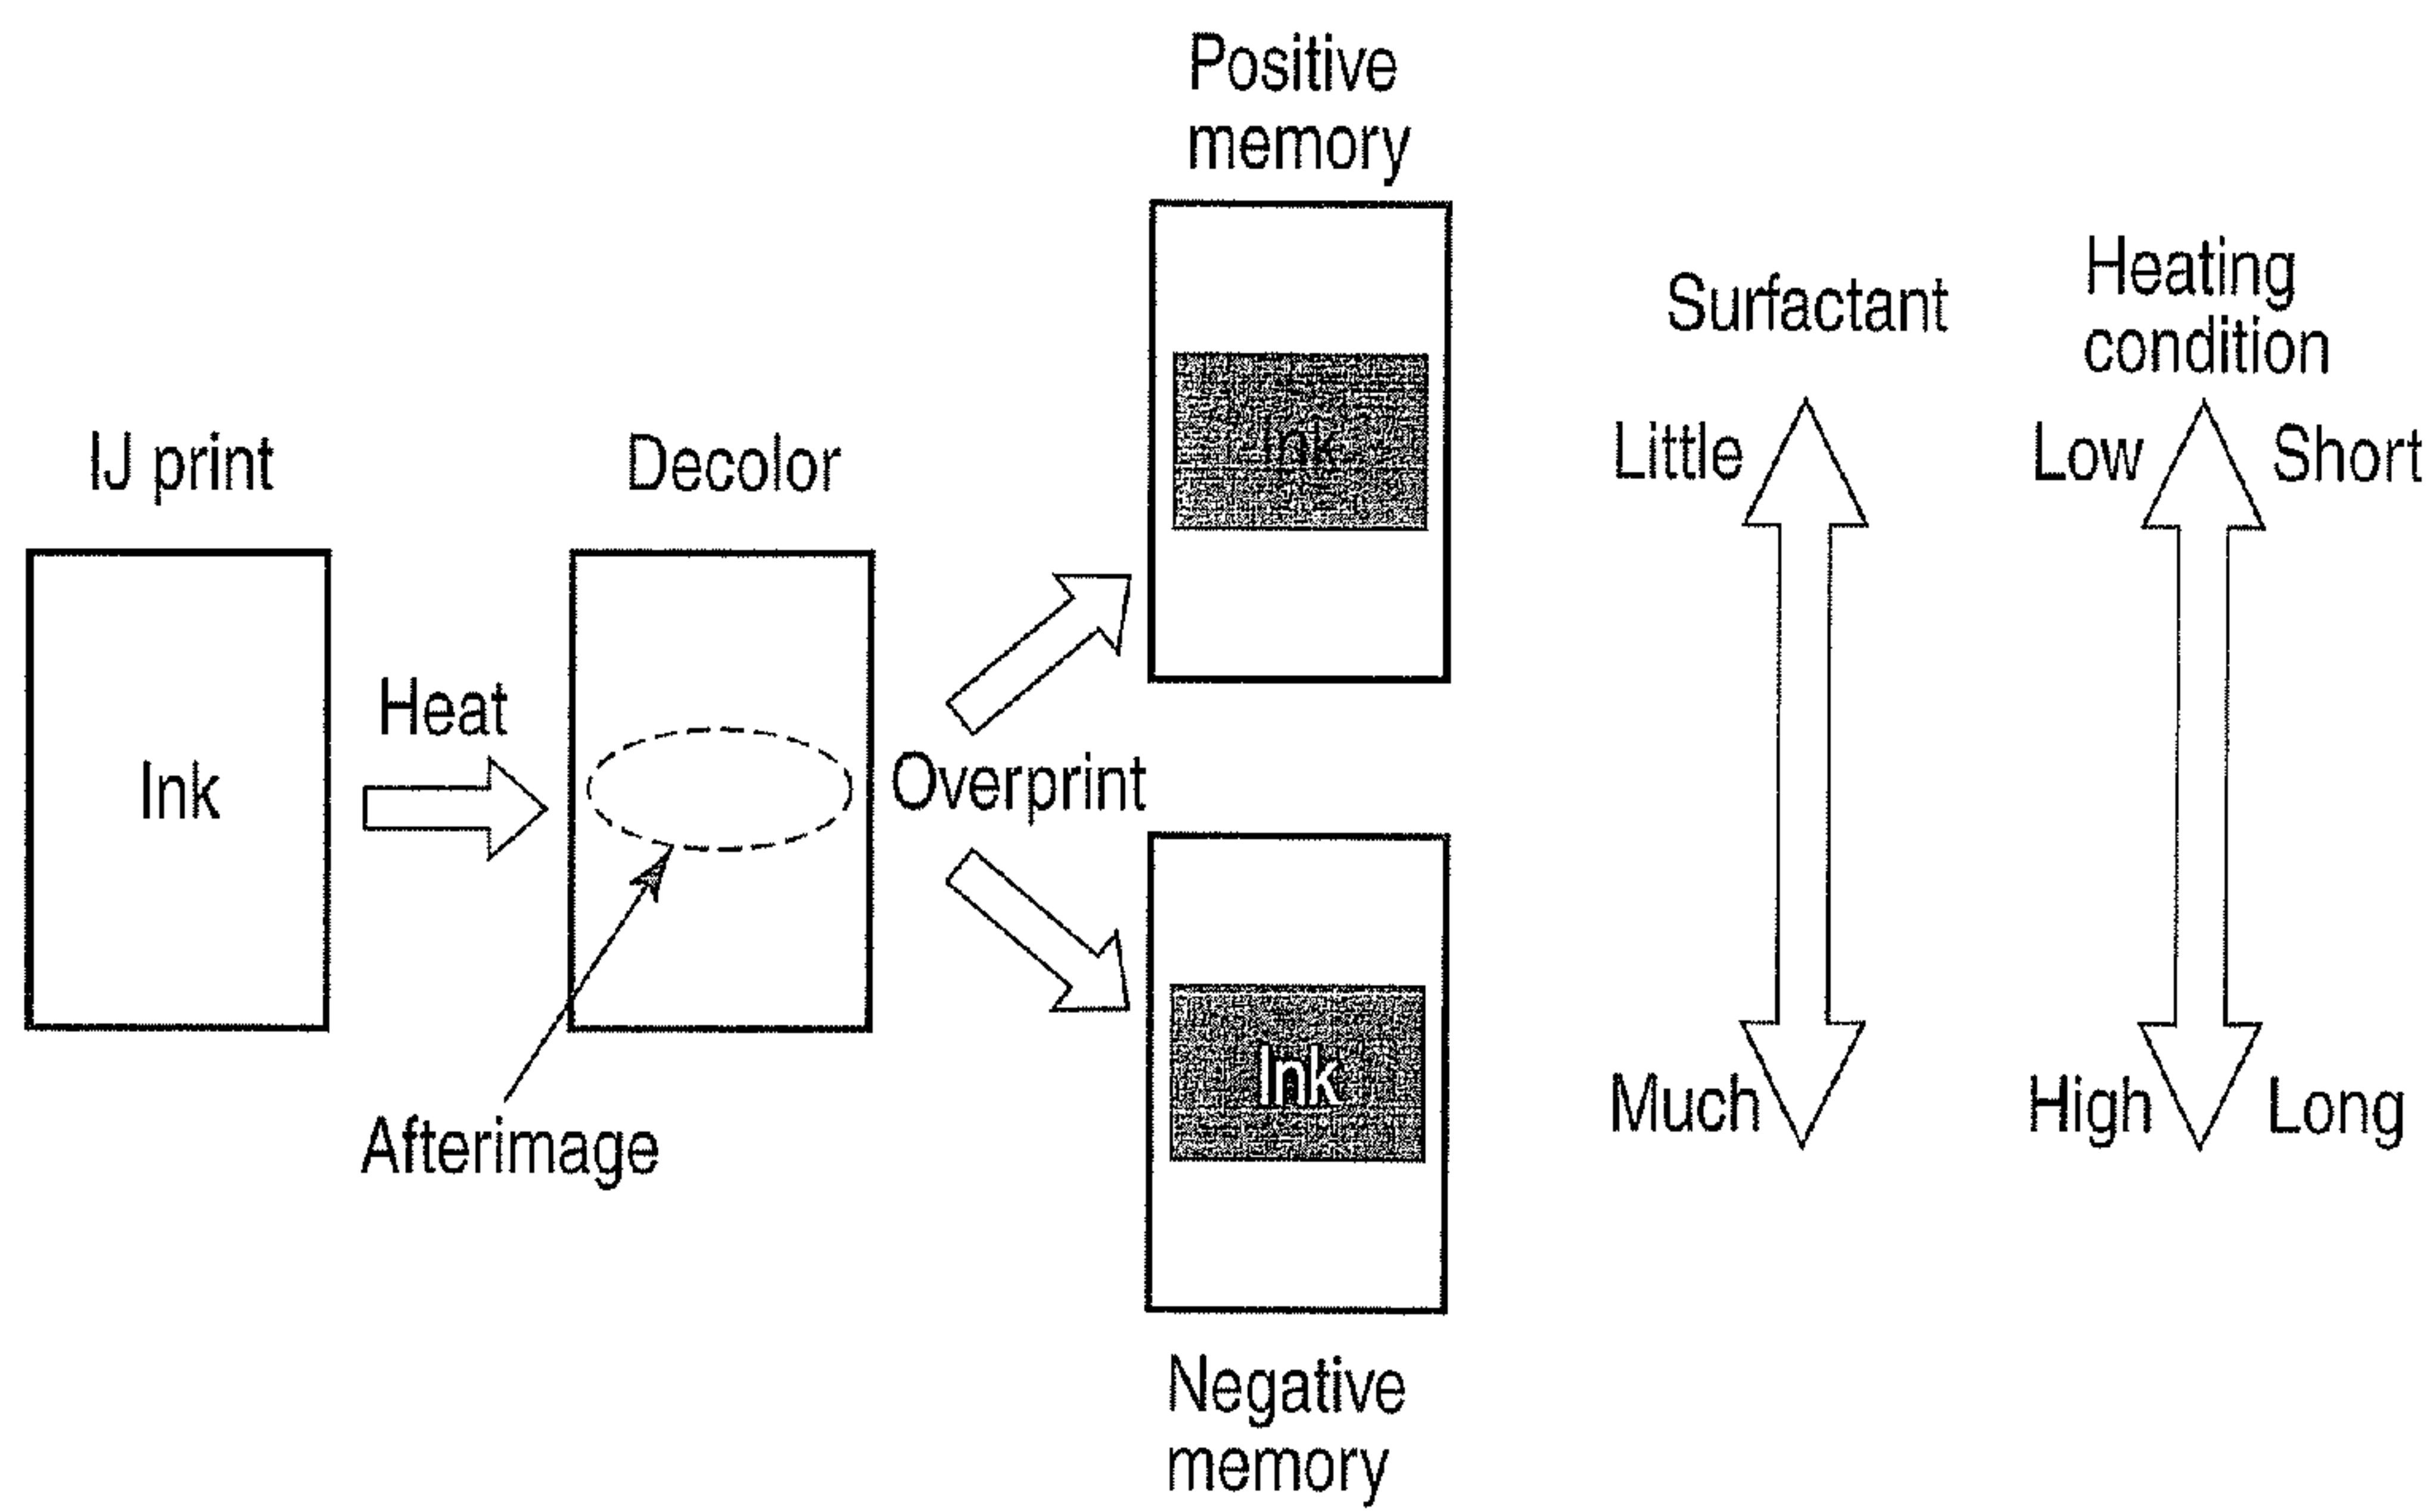 Positive
memory
Ink
Surfactant
Heating
condition
Little
Low
Short
IJ print
Decolor
Ink
Heat
Overprint
Afterimage
Ink
Much
High
Long
Negative
memory